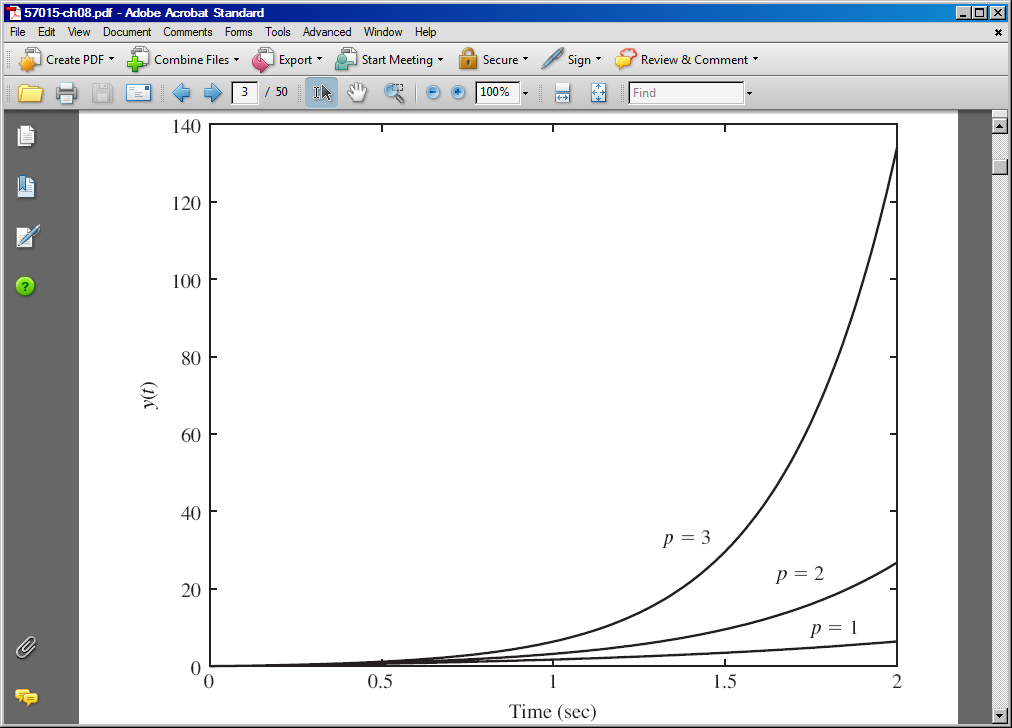 57015-ch08.pdf - Adobe Acrobat Standard
File Edit View Document Comments Forms Tools Advanced Window Help
Create PDF Combine Files Export Start Meeting Secure Sign Review & Comment
3 / 50 100% Find
140
120
100
80
y(t)
60
40
p = 3
p = 2
20
p = 1
0
0 0.5 1 1.5 2
Time (sec)